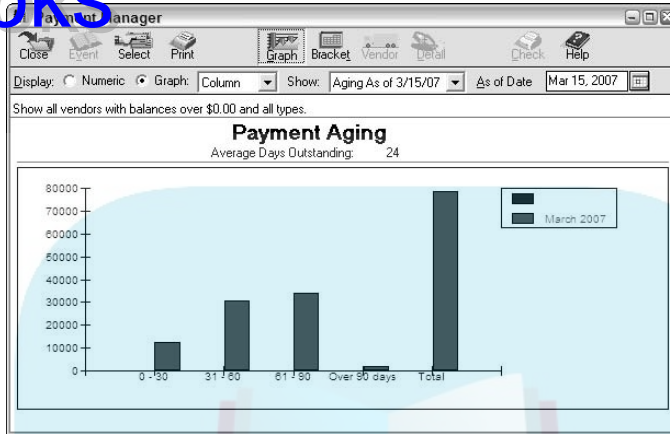 OKS
Payment Manager
Close Event Select Print Graph Bracket Vendor Detail Check Help
Display: Numeric Graph: Column Show: Aging As of 3/15/07 As of Date Mar 15, 2007
Show all vendors with balances over $0.00 and all types.
Payment Aging
Average Days Outstanding: 24
80000
70000
60000
50000
40000
30000
20000
10000
0
0 - 30 31 - 60 61 - 90 Over 90 days Total
March 2007